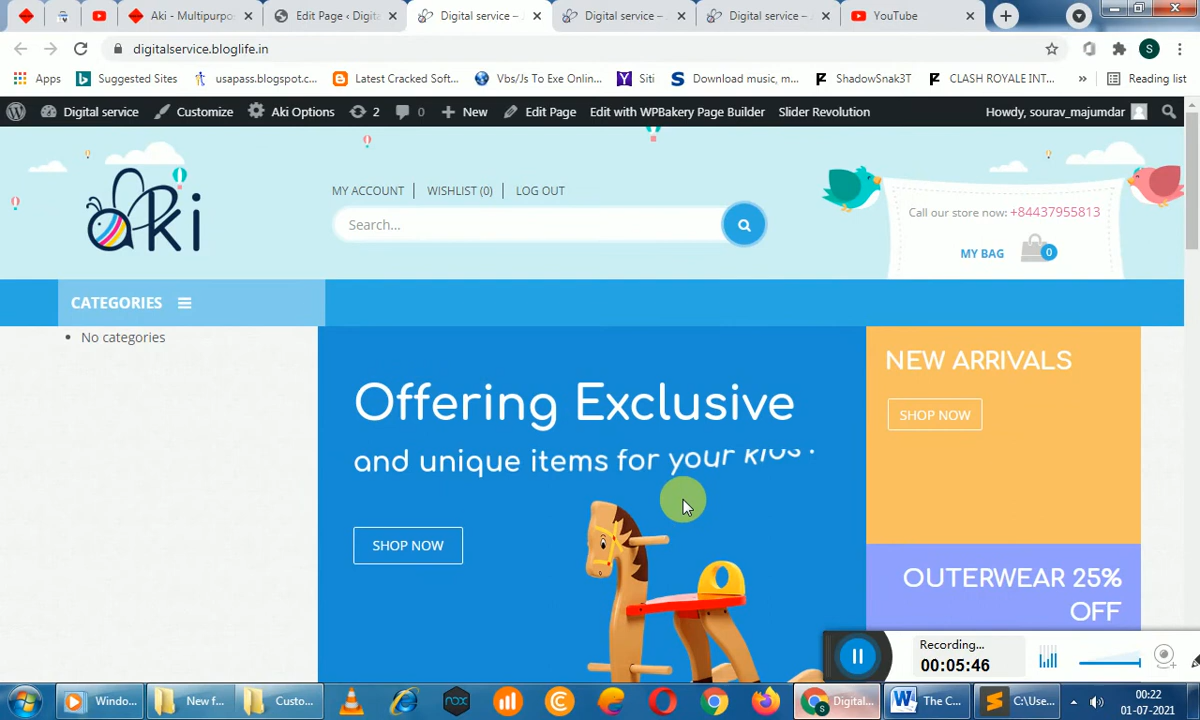 Aki - Multipurpo
Edit Page ‹ Digita
Digital service –
Digital service –
Digital service –
YouTube
digitalservice.bloglife.in
S
Apps
Suggested Sites
usapass.blogspot.c...
Latest Cracked Soft...
Vbs/Js To Exe Onlin...
Siti
Download music, m...
ShadowSnak3T
CLASH ROYALE INT...
»
Reading list
Digital service
Customize
Aki Options
2
0
New
Edit Page
Edit with WPBakery Page Builder
Slider Revolution
Howdy, sourav_majumdar
aki
MY ACCOUNT
WISHLIST (0)
LOG OUT
Search...
Call our store now: +84437955813
MY BAG
0
CATEGORIES
No categories
Offering Exclusive
and unique items for your kids !
SHOP NOW
NEW ARRIVALS
SHOP NOW
OUTERWEAR 25%
OFF
Recording...
00:05:46
Windo...
New f...
Custo...
nox
Digital...
The C...
C:\Use...
00:22
01-07-2021